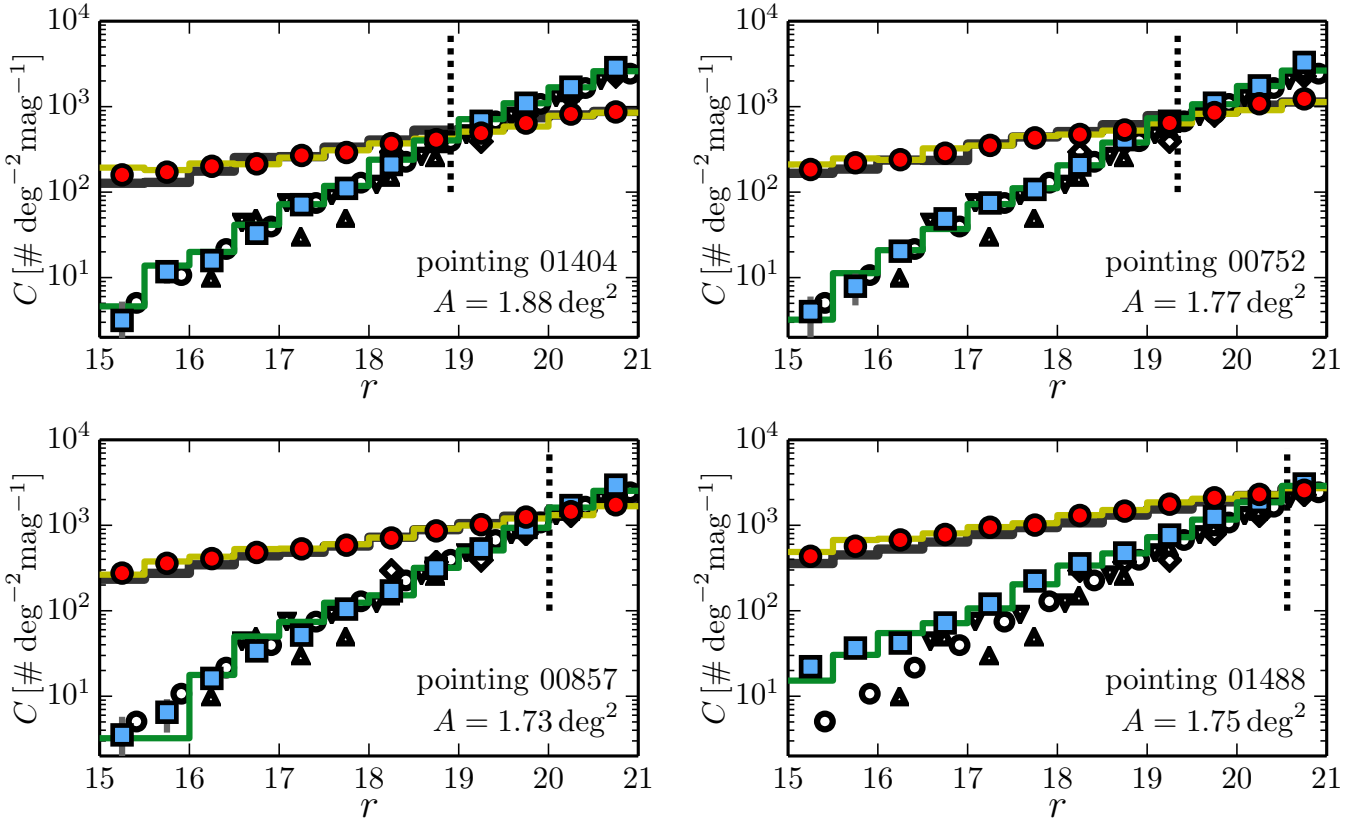 10^4
10^3
10^2
10^1
C [# deg^{-2}mag^{-1}]
pointing 01404
A = 1.88 deg^2
15 16 17 18 19 20 21
r
10^4
10^3
10^2
10^1
C [# deg^{-2}mag^{-1}]
pointing 00752
A = 1.77 deg^2
15 16 17 18 19 20 21
r
10^4
10^3
10^2
10^1
C [# deg^{-2}mag^{-1}]
pointing 00857
A = 1.73 deg^2
15 16 17 18 19 20 21
r
10^4
10^3
10^2
10^1
C [# deg^{-2}mag^{-1}]
pointing 01488
A = 1.75 deg^2
15 16 17 18 19 20 21
r